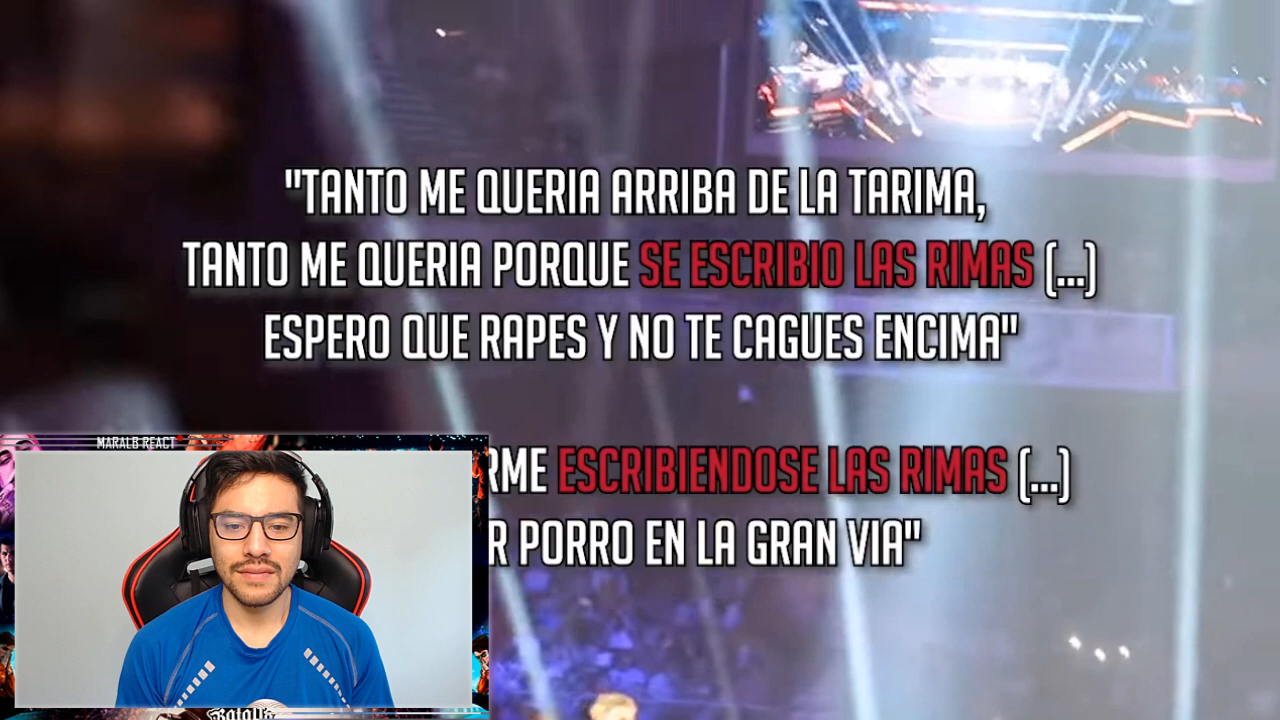 "TANTO ME QUERIA ARRIBA DE LA TARIMA,
TANTO ME QUERIA PORQUE SE ESCRIBIO LAS RIMAS (...)
ESPERO QUE RAPES Y NO TE CAGUES ENCIMA"
ESCRIBIENDOSE LAS RIMAS (...)
PORRO EN LA GRAN VIA"
MARALB REACT
Batalla